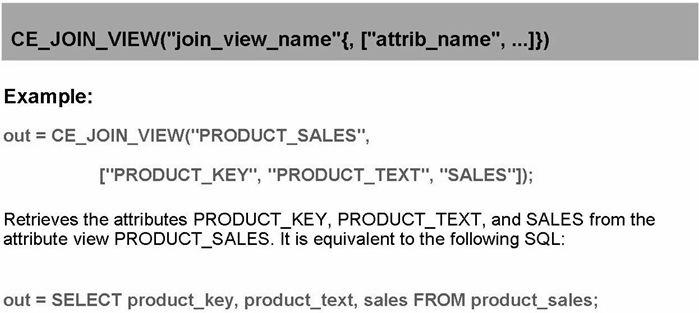 CE_JOIN_VIEW("join_view_name"{, ["attrib_name", ...]})
Example:
out = CE_JOIN_VIEW("PRODUCT_SALES",
["PRODUCT_KEY", "PRODUCT_TEXT", "SALES"]);
Retrieves the attributes PRODUCT_KEY, PRODUCT_TEXT, and SALES from the
attribute view PRODUCT_SALES. It is equivalent to the following SQL:
out = SELECT product_key, product_text, sales FROM product_sales;